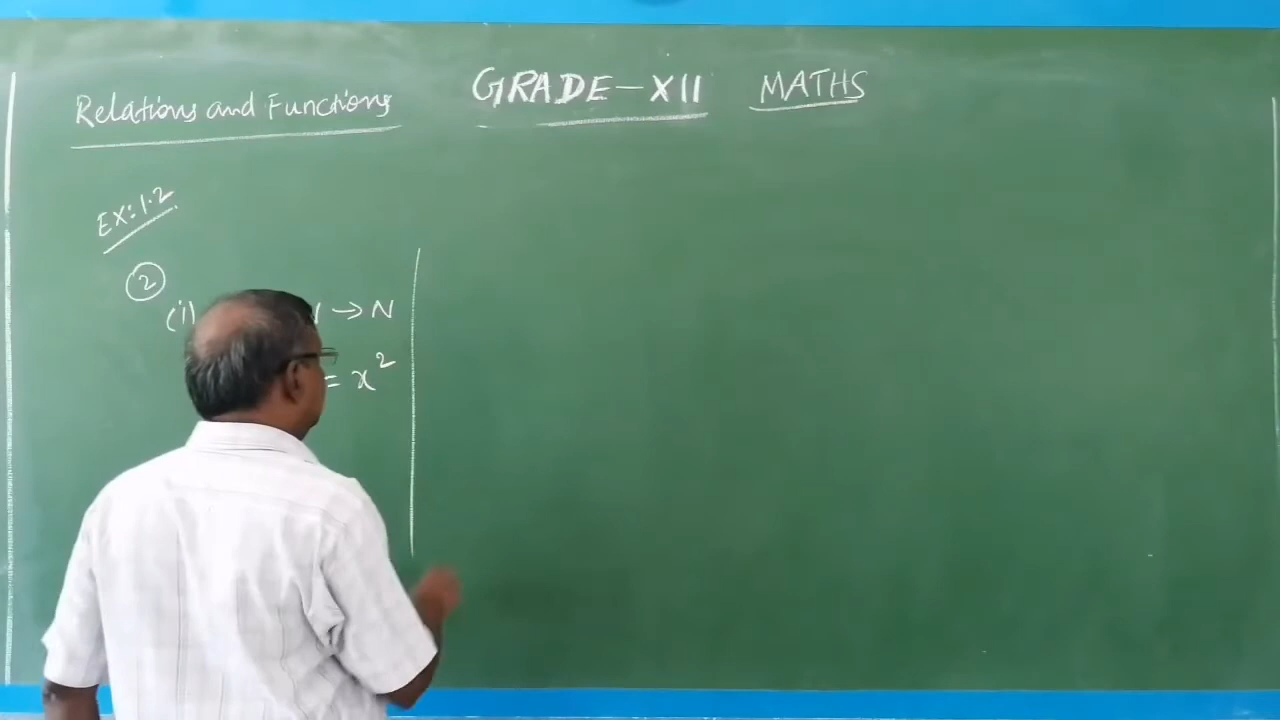 GRADE-XII MATHS
Relations and Functions
EX:1.2
2
(i) → N
= x²